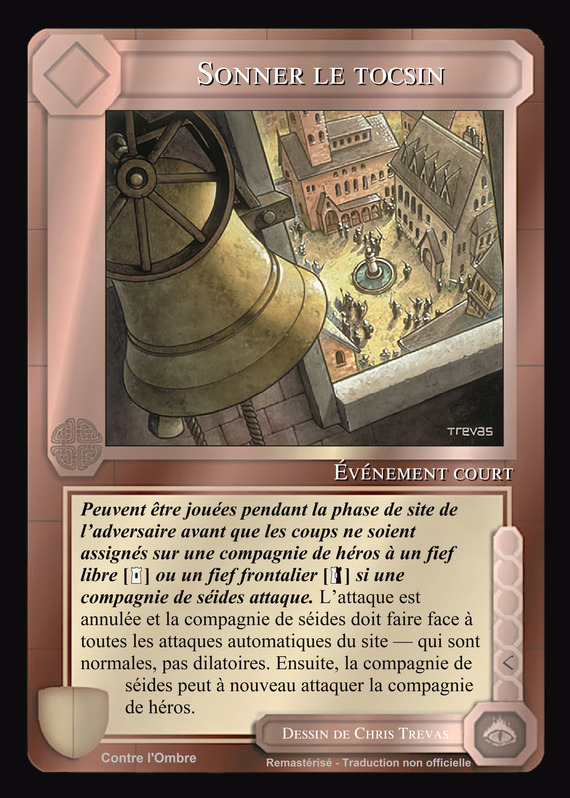 Sonner le tocsin
TREVAS
Événement court
Peuvent être jouées pendant la phase de site de
l'adversaire avant que les coups ne soient
assignés sur une compagnie de héros à un fief
libre [ ] ou un fief frontalier [ ] si une
compagnie de séides attaque. L'attaque est
annulée et la compagnie de séides doit faire face à
toutes les attaques automatiques du site — qui sont
normales, pas dilatoires. Ensuite, la compagnie de
séides peut à nouveau attaquer la compagnie
de héros.
Dessin de Chris Trevas
Contre l'Ombre
Remastérisé - Traduction non officielle